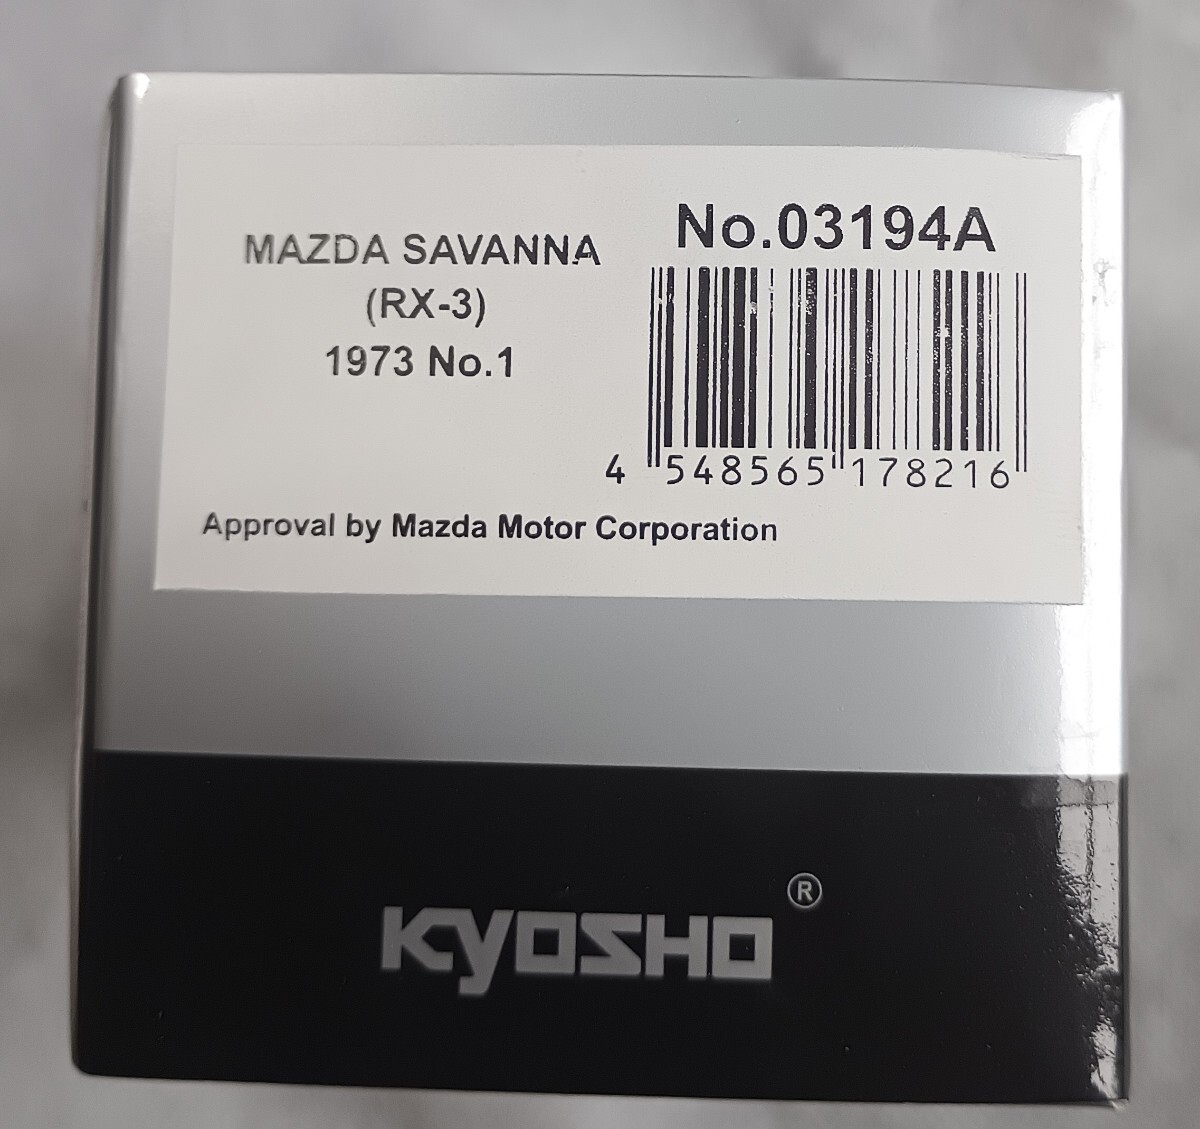 MAZDA SAVANNA
(RX-3)
1973 No.1
No.03194A
4 548565 178216
Approval by Mazda Motor Corporation
KYOSHO®